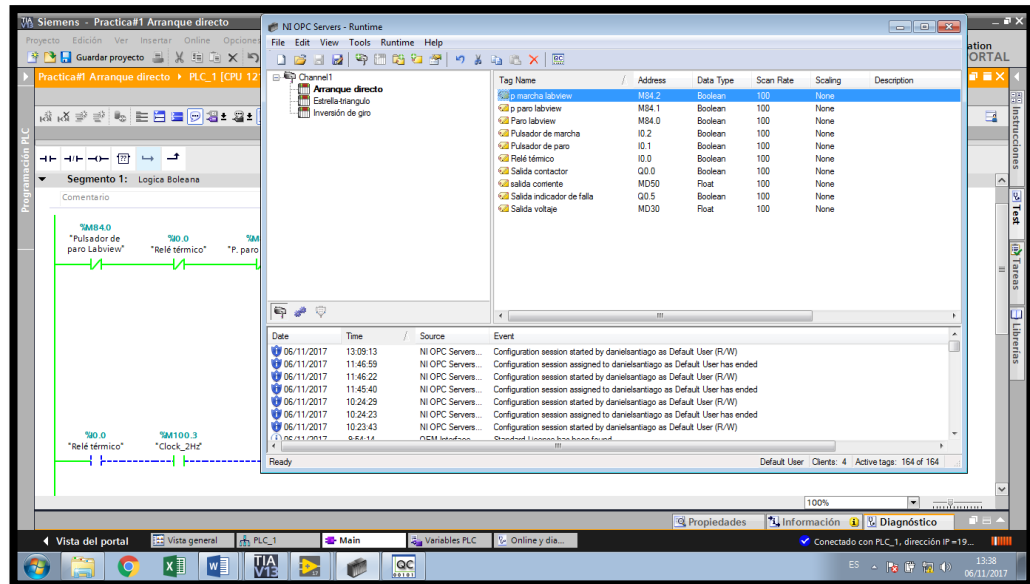 Siemens - Practica#1 Arranque directo
Proyecto Edición Ver Insertar Online Opciones
Guardar proyecto
ation
PORTAL
Practica#1 Arranque directo PLC_1 [CPU 12
Programación PLC
Segmento 1: Logica Boleana
Comentario
%M84.0
"Pulsador de paro Labview"
%I0.0
"Relé térmico"
%M
"P. paro
%I0.0
"Relé térmico"
%M100.3
"Clock_2Hz"
NI OPC Servers - Runtime
File Edit View Tools Runtime Help
Channel1
Arranque directo
Estrella-triangulo
Inversión de giro
Tag Name / Address Data Type Scan Rate Scaling Description
p marcha labview M84.2 Boolean 100 None
p paro labview M84.1 Boolean 100 None
Paro labview M84.0 Boolean 100 None
Pulsador de marcha I0.2 Boolean 100 None
Pulsador de paro I0.1 Boolean 100 None
Relé térmico I0.0 Boolean 100 None
Salida contactor Q0.0 Boolean 100 None
salida corriente MD50 Float 100 None
Salida indicador de falla Q0.5 Boolean 100 None
Salida voltaje MD30 Float 100 None
Date Time / Source Event
06/11/2017 13:09:13 NI OPC Servers... Configuration session started by danielsantiago as Default User (R/W)
06/11/2017 11:46:59 NI OPC Servers... Configuration session assigned to danielsantiago as Default User has ended
06/11/2017 11:46:22 NI OPC Servers... Configuration session started by danielsantiago as Default User (R/W)
06/11/2017 11:45:40 NI OPC Servers... Configuration session assigned to danielsantiago as Default User has ended
06/11/2017 10:24:29 NI OPC Servers... Configuration session started by danielsantiago as Default User (R/W)
06/11/2017 10:24:23 NI OPC Servers... Configuration session assigned to danielsantiago as Default User has ended
06/11/2017 10:23:43 NI OPC Servers... Configuration session started by danielsantiago as Default User (R/W)
06/11/2017 9:54:14 OEM Interface Standard License has been found
Ready Default User Clients: 4 Active tags: 164 of 164
Instrucciones
Test
Tareas
Librerías
100%
Propiedades Información Diagnóstico
Vista del portal Vista general PLC_1 Main Variables PLC Online y dia... Conectado con PLC_1, dirección IP =19...
TIA V13
QC
ES 13:38
06/11/2017